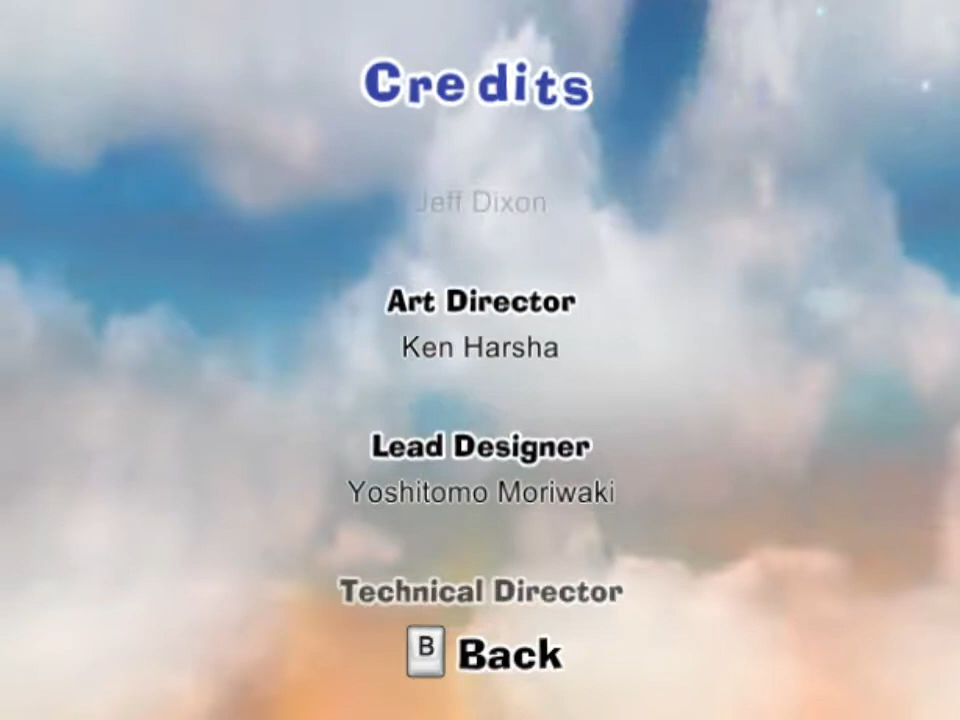 Credits
Jeff Dixon
Art Director
Ken Harsha
Lead Designer
Yoshitomo Moriwaki
Technical Director
B Back